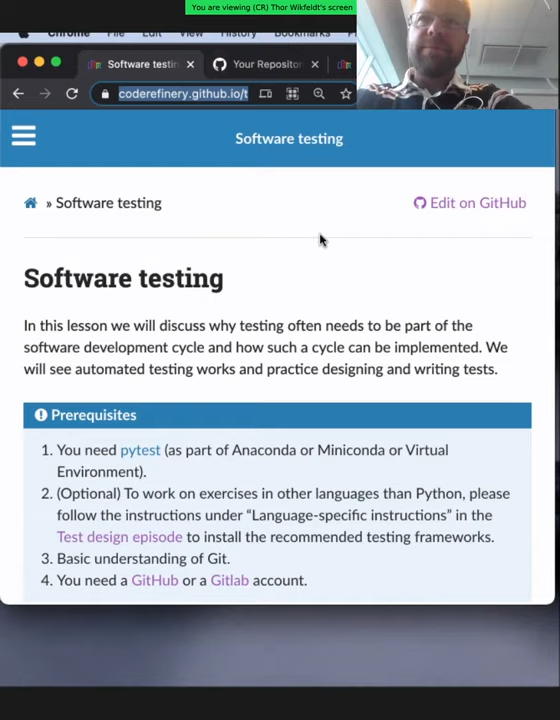 You are viewing (CR) Thor Wikfeldt's screen
Chrome File Edit View History Bookmarks
Software testin
Your Repositor
coderefinery.github.io/t
Software testing
» Software testing
Edit on GitHub
Software testing
In this lesson we will discuss why testing often needs to be part of the
software development cycle and how such a cycle can be implemented. We
will see automated testing works and practice designing and writing tests.
Prerequisites
1. You need pytest (as part of Anaconda or Miniconda or Virtual
Environment).
2. (Optional) To work on exercises in other languages than Python, please
follow the instructions under “Language-specific instructions” in the
Test design episode to install the recommended testing frameworks.
3. Basic understanding of Git.
4. You need a GitHub or a Gitlab account.